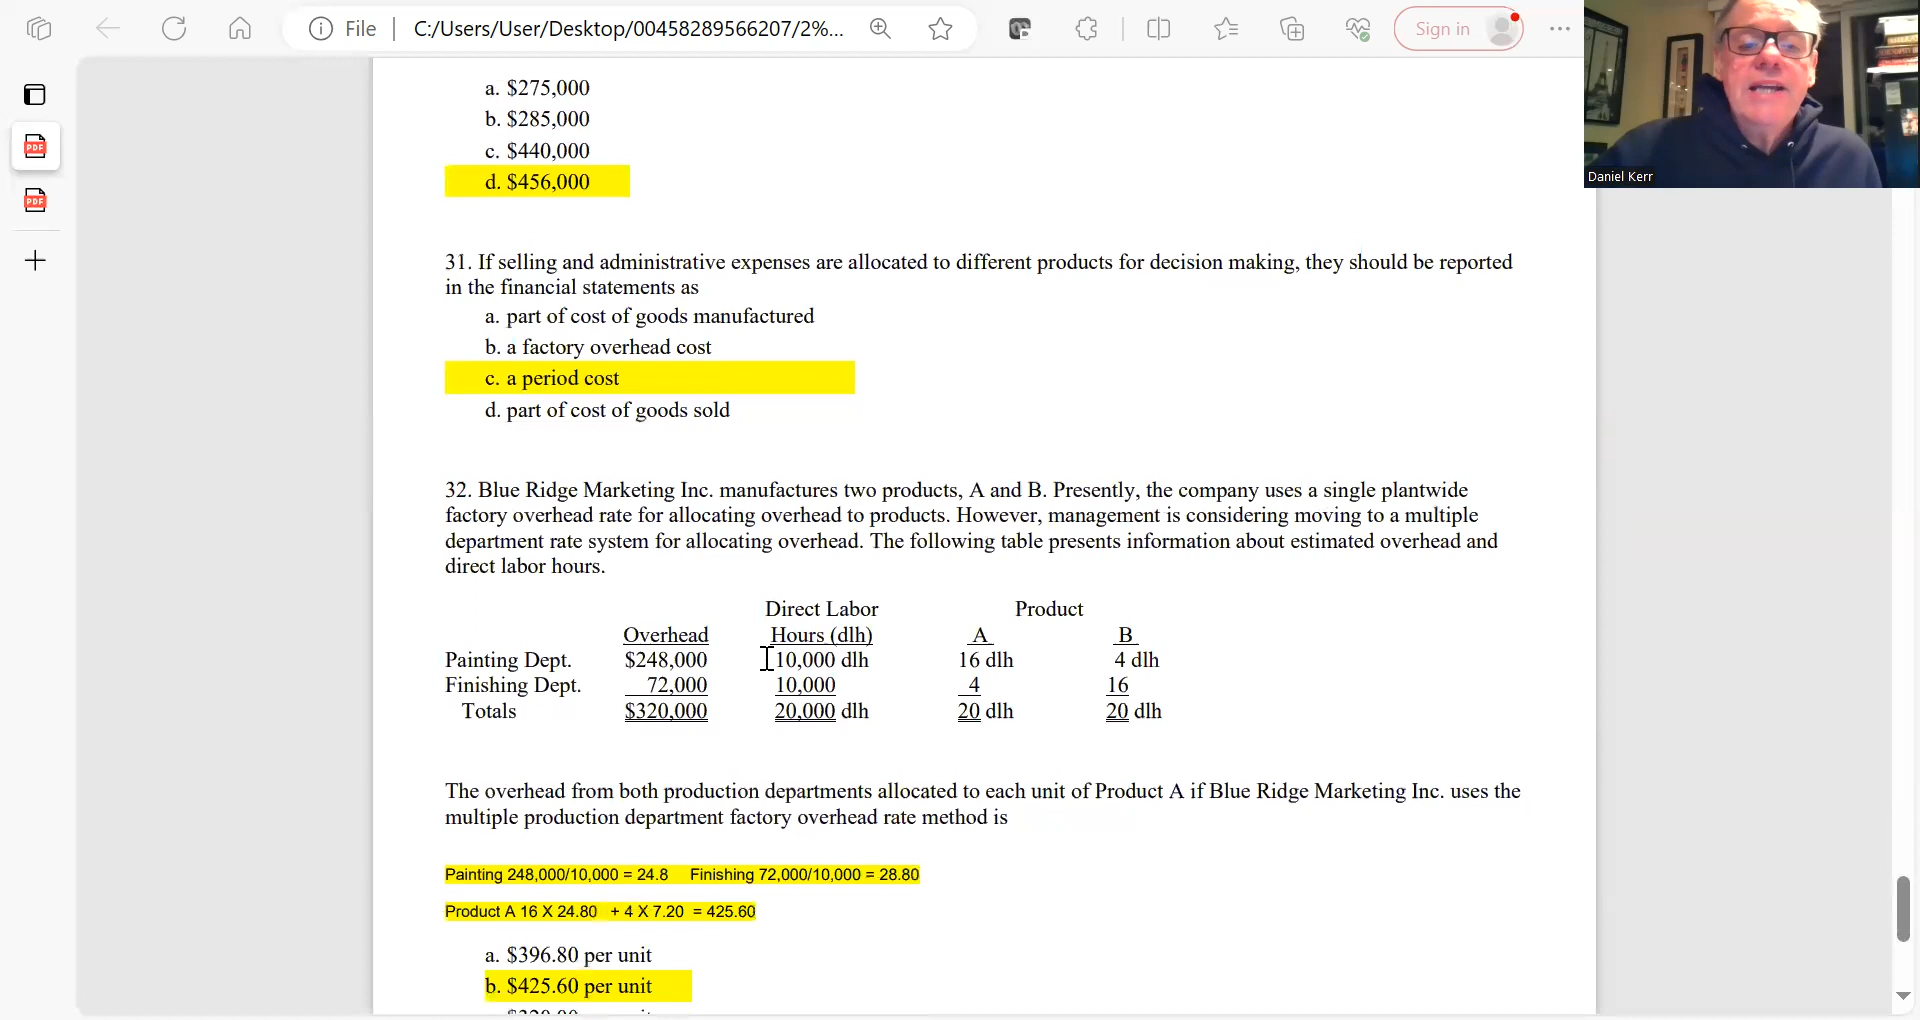 File
C:/Users/User/Desktop/00458289566207/2%...
Sign in
Daniel Kerr
PDF
PDF
a. $275,000
b. $285,000
c. $440,000
d. $456,000
31. If selling and administrative expenses are allocated to different products for decision making, they should be reported
in the financial statements as
a. part of cost of goods manufactured
b. a factory overhead cost
c. a period cost
d. part of cost of goods sold
32. Blue Ridge Marketing Inc. manufactures two products, A and B. Presently, the company uses a single plantwide
factory overhead rate for allocating overhead to products. However, management is considering moving to a multiple
department rate system for allocating overhead. The following table presents information about estimated overhead and
direct labor hours.
Direct Labor Product
Overhead Hours (dlh) A B
Painting Dept. $248,000 10,000 dlh 16 dlh 4 dlh
Finishing Dept. 72,000 10,000 4 16
Totals $320,000 20,000 dlh 20 dlh 20 dlh
The overhead from both production departments allocated to each unit of Product A if Blue Ridge Marketing Inc. uses the
multiple production department factory overhead rate method is
Painting 248,000/10,000 = 24.8 Finishing 72,000/10,000 = 28.80
Product A 16 X 24.80 + 4 X 7.20 = 425.60
a. $396.80 per unit
b. $425.60 per unit